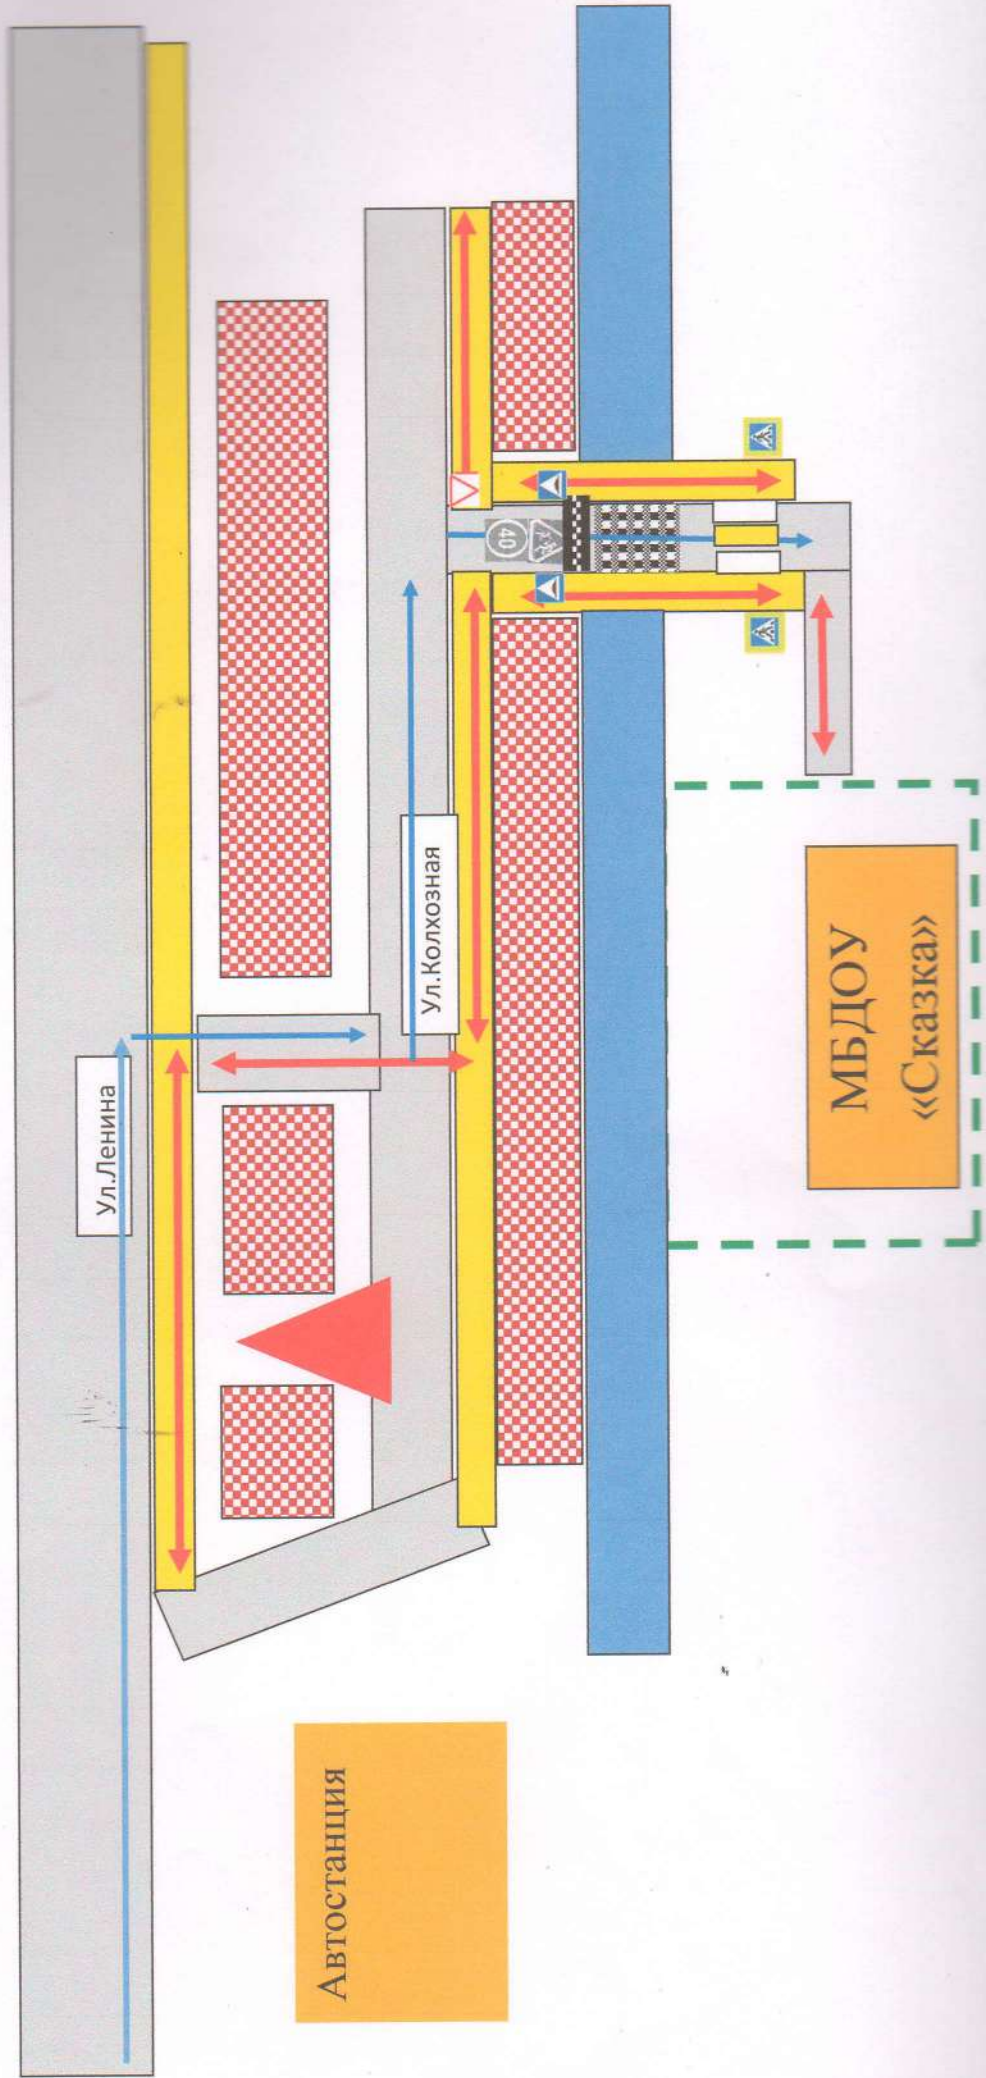 Ул.Ленина
Ул.Колхозная
40
Автостанция
МБДОУ
«Сказка»